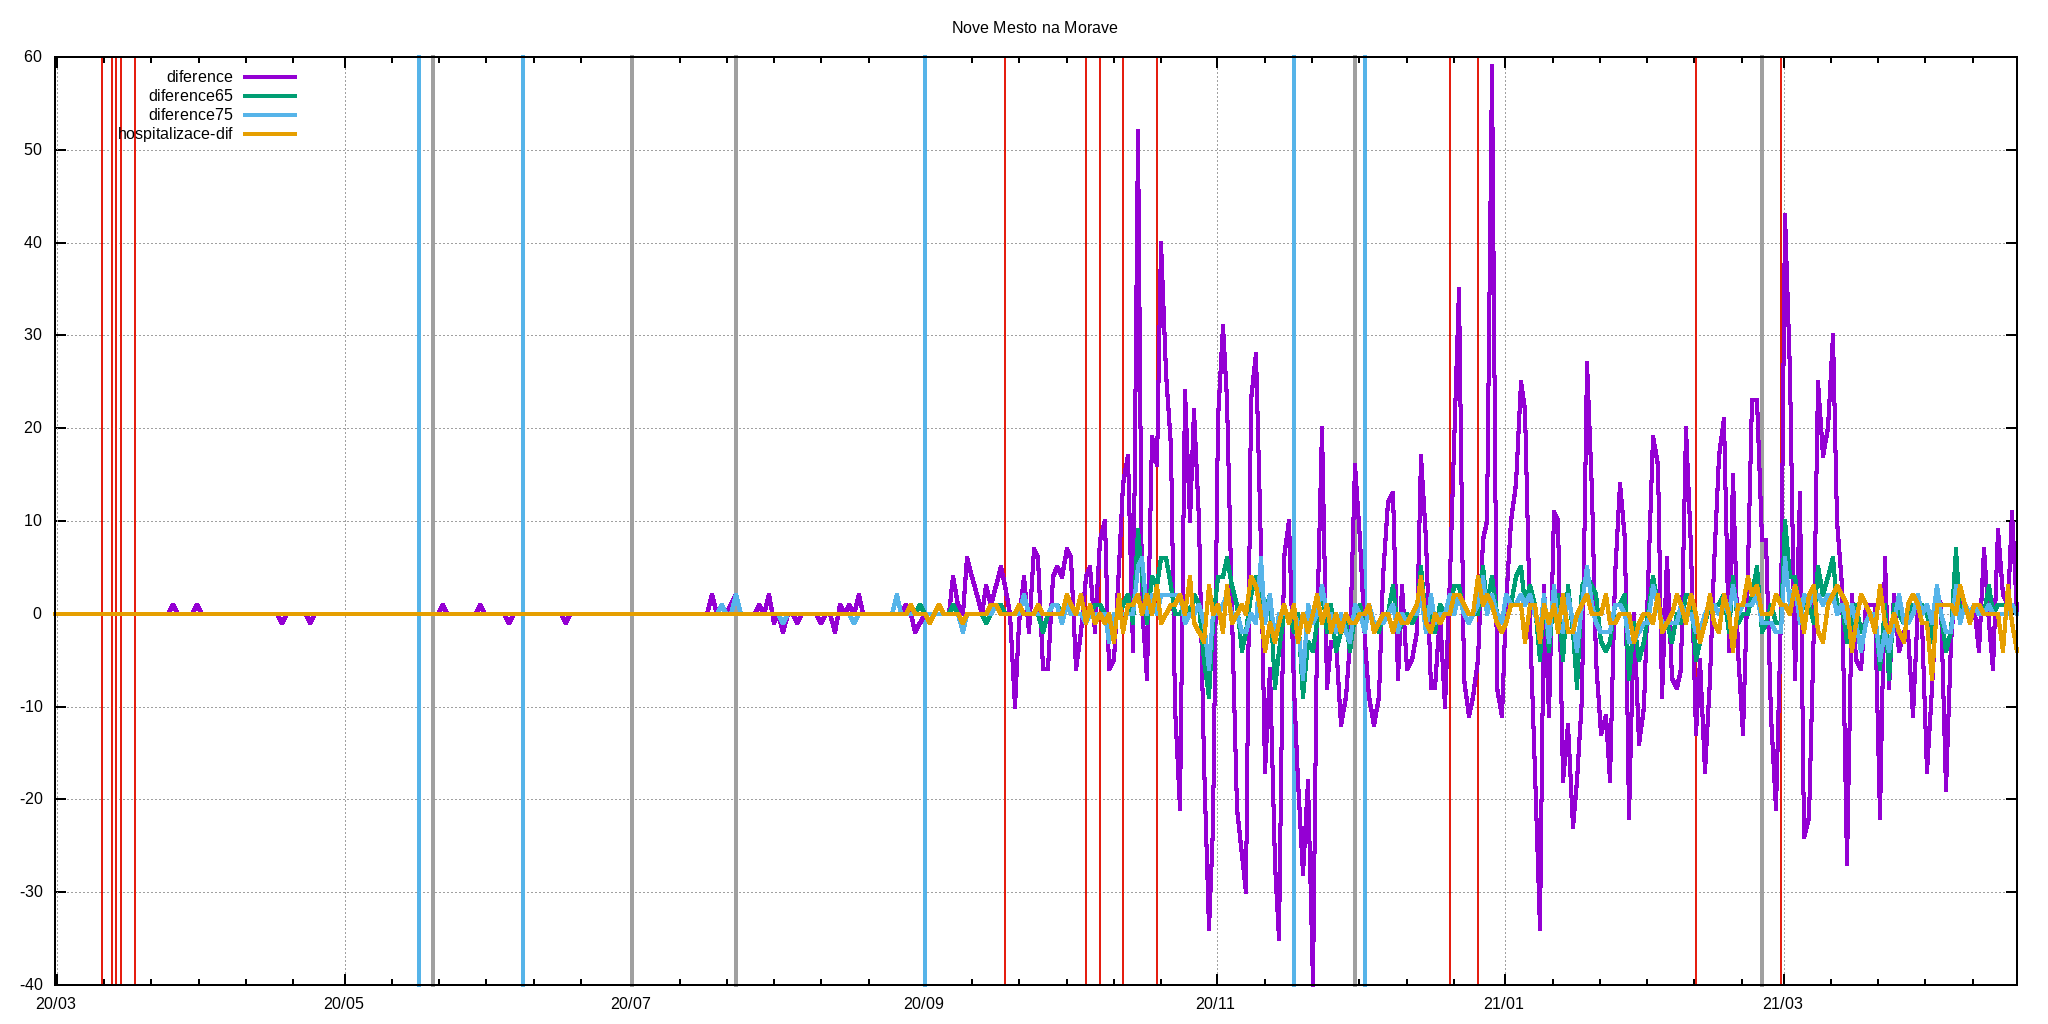 Nove Mesto na Morave
60
50
40
30
20
10
0
-10
-20
-30
-40
diference
diference65
diference75
hospitalizace-dif
20/03 20/05 20/07 20/09 20/11 21/01 21/03